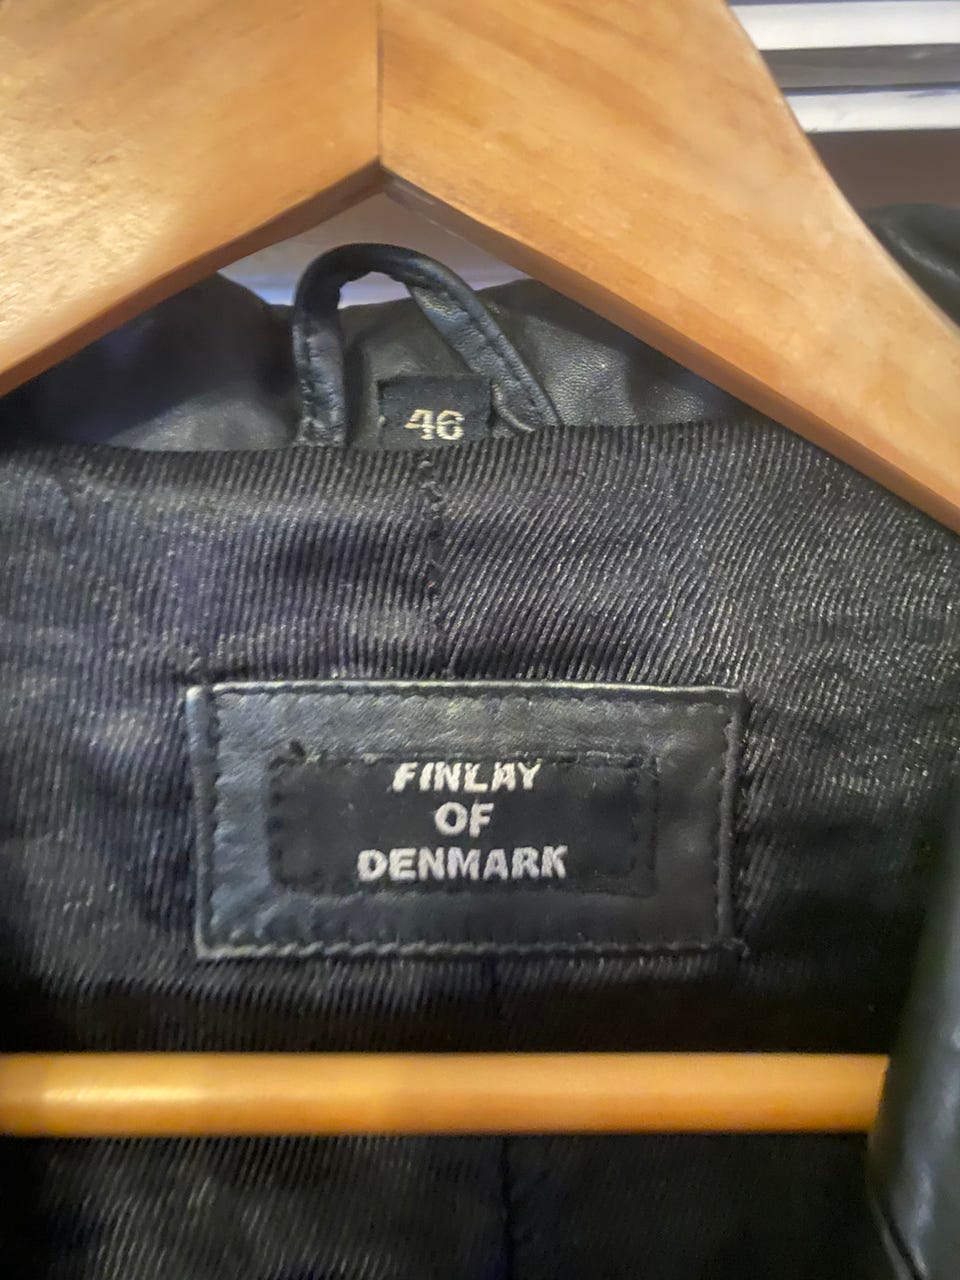 46
FINLAY
OF
DENMARK